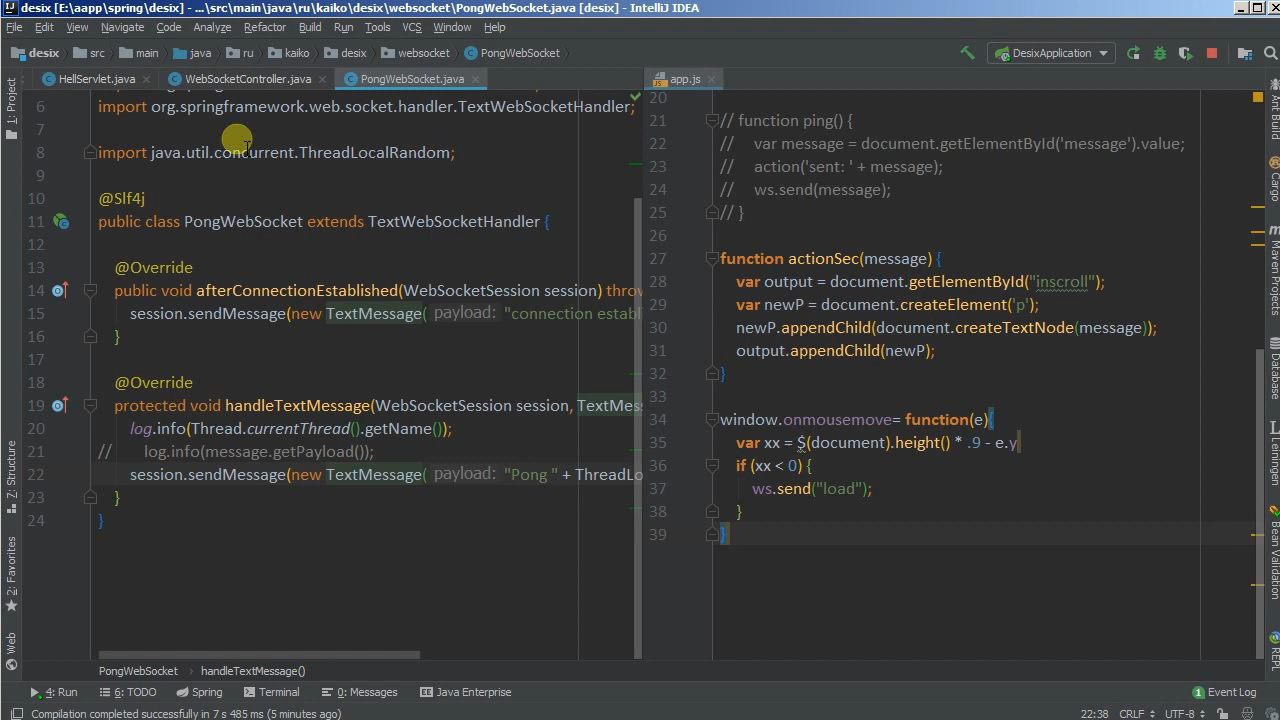 desix [E:\aapp\spring\desix] - ...\src\main\java\ru\kaiko\desix\websocket\PongWebSocket.java [desix] - IntelliJ IDEA
File Edit View Navigate Code Analyze Refactor Build Run Tools VCS Window Help
desix src main java ru kaiko desix websocket PongWebSocket DesixApplication
HellServlet.java WebSocketController.java PongWebSocket.java
6 import org.springframework.web.socket.handler.TextWebSocketHandler;
7
8 import java.util.concurrent.ThreadLocalRandom;
9
10 @Slf4j
11 public class PongWebSocket extends TextWebSocketHandler {
12
13 @Override
14 public void afterConnectionEstablished(WebSocketSession session) throw
15 session.sendMessage(new TextMessage( payload: "connection establ
16 }
17
18 @Override
19 protected void handleTextMessage(WebSocketSession session, TextMess
20 log.info(Thread.currentThread().getName());
21 // log.info(message.getPayload());
22 session.sendMessage(new TextMessage( payload: "Pong " + ThreadLo
23 }
24 }
app.js
20
21 // function ping() {
22 // var message = document.getElementById('message').value;
23 // action('sent: ' + message);
24 // ws.send(message);
25 // }
26
27 function actionSec(message) {
28 var output = document.getElementById("inscroll");
29 var newP = document.createElement('p');
30 newP.appendChild(document.createTextNode(message));
31 output.appendChild(newP);
32 }
33
34 window.onmousemove= function(e){
35 var xx = $(document).height() * .9 - e.y
36 if (xx < 0) {
37 ws.send("load");
38 }
39 }
1: Project
Z: Structure
2: Favorites
Web
Ant Build
Cargo
Maven Projects
Database
Leiningen
Bean Validation
REPL
PongWebSocket handleTextMessage()
4: Run 6: TODO Spring Terminal 0: Messages Java Enterprise 1 Event Log
Compilation completed successfully in 7 s 485 ms (5 minutes ago) 22:38 CRLF UTF-8